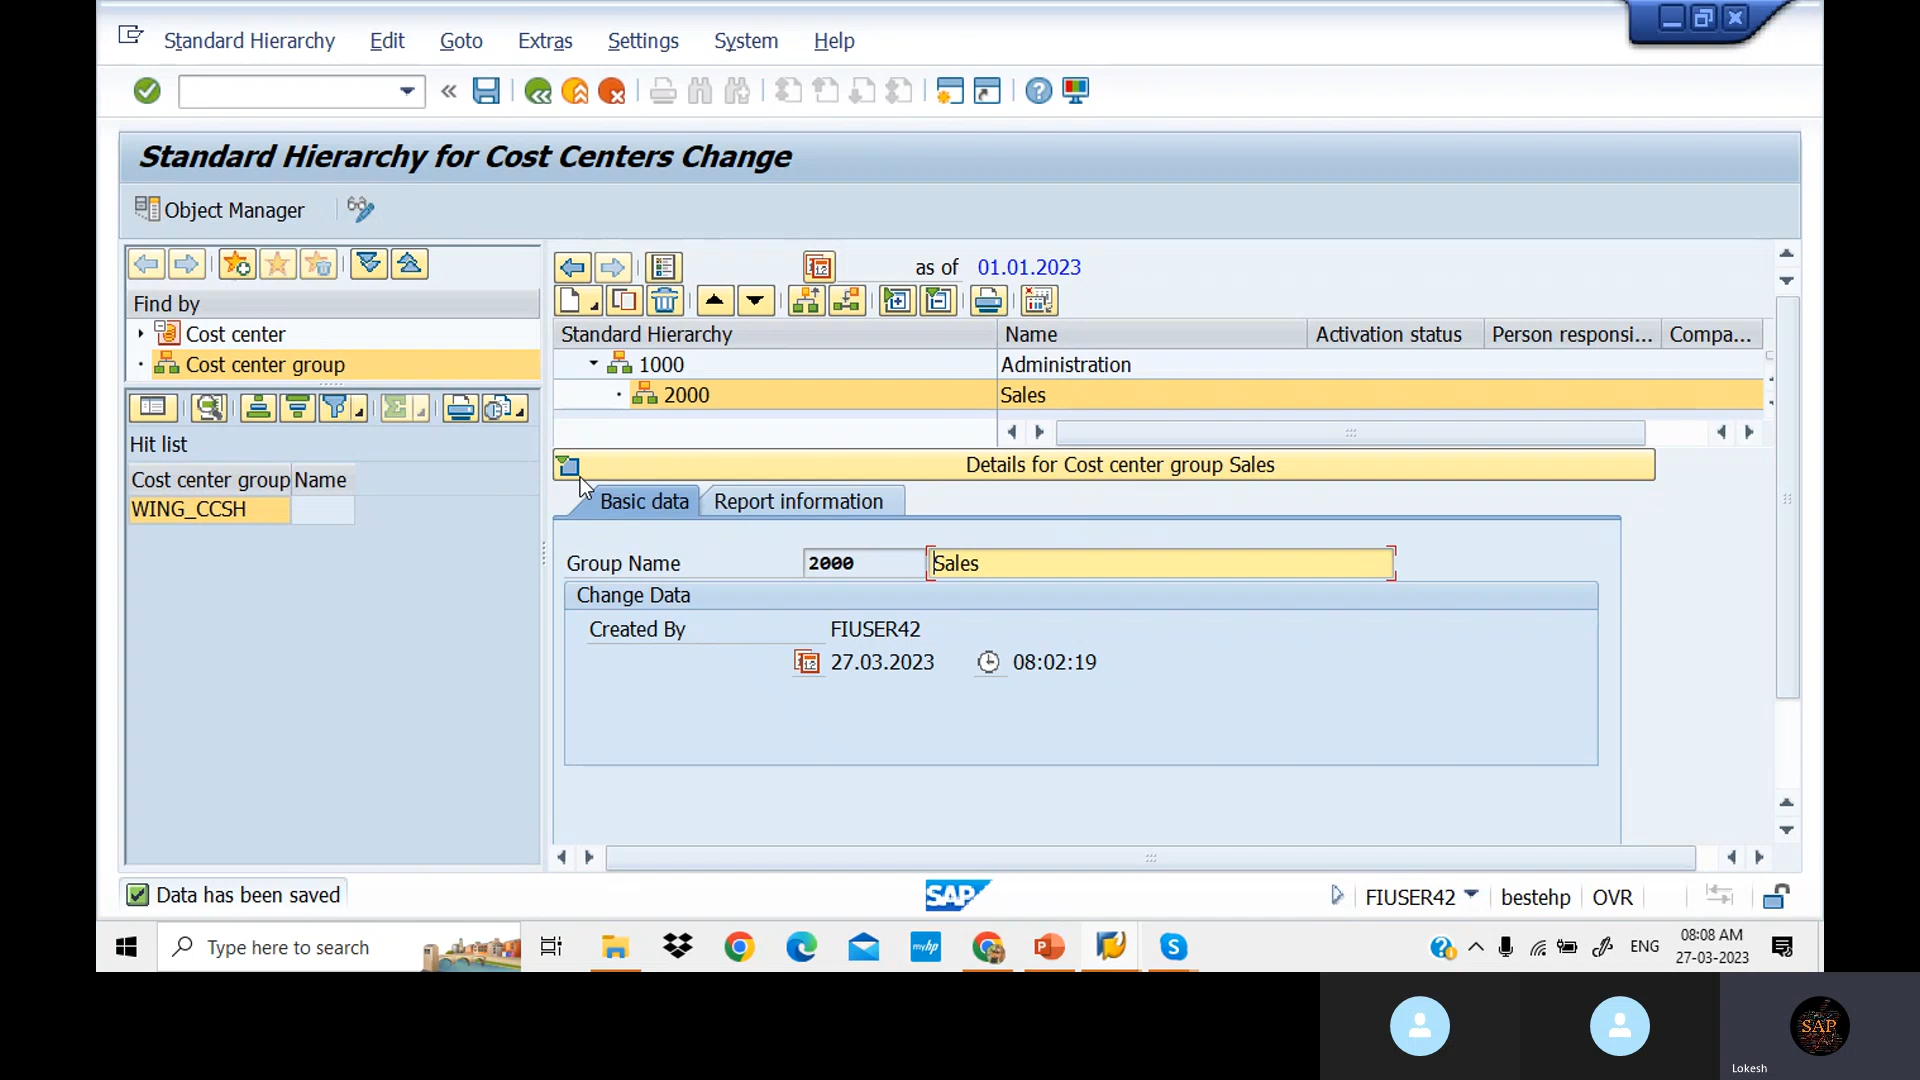 Standard Hierarchy Edit Goto Extras Settings System Help
Standard Hierarchy for Cost Centers Change
Object Manager
as of 01.01.2023
Find by
Cost center
Cost center group
Standard Hierarchy Name Activation status Person responsi... Compa...
1000 Administration
2000 Sales
Hit list
Cost center group Name
WING_CCSH
Details for Cost center group Sales
Basic data Report information
Group Name 2000 Sales
Change Data
Created By FIUSER42
27.03.2023 08:02:19
Data has been saved
SAP
FIUSER42 bestehp OVR
Type here to search
myhp
ENG
08:08 AM
27-03-2023
SAP
Lokesh